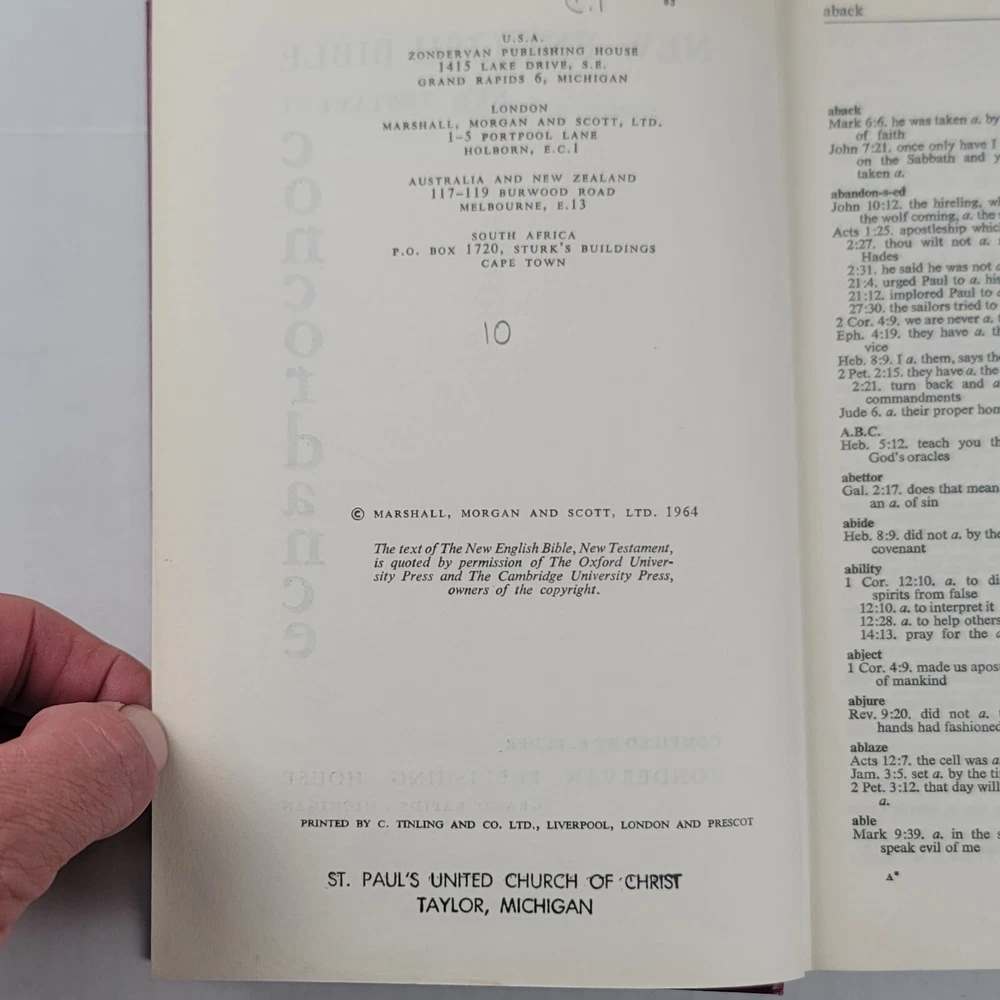 U.S.A.
ZONDERVAN PUBLISHING HOUSE
1415 LAKE DRIVE, S.E.
GRAND RAPIDS 6, MICHIGAN
LONDON
MARSHALL, MORGAN AND SCOTT, LTD.
1–5 PORTPOOL LANE
HOLBORN, E.C.1
AUSTRALIA AND NEW ZEALAND
117–119 BURWOOD ROAD
MELBOURNE, E.13
SOUTH AFRICA
P.O. BOX 1720, STURK'S BUILDINGS
CAPE TOWN
10
© MARSHALL, MORGAN AND SCOTT, LTD. 1964
The text of The New English Bible, New Testament,
is quoted by permission of The Oxford Univer-
sity Press and The Cambridge University Press,
owners of the copyright.
PRINTED BY C. TINLING AND CO. LTD., LIVERPOOL, LONDON AND PRESCOT
ST. PAUL'S UNITED CHURCH OF CHRIST
TAYLOR, MICHIGAN
aback
aback
Mark 6:6. he was taken a. by
of faith
John 7:21. once only have I
on the Sabbath and
taken a.
abandon-s-ed
John 10:12. the hireling,
the wolf coming, a. the
Acts 1:25. apostleship
2:27. thou wilt not a.
Hades
2:31. he said he was not
21:4. urged Paul to a. his
21:12. implored Paul to
27:30. the sailors tried to
2 Cor. 4:9. we are never a.
Eph. 4:19. they have a.
vice
Heb. 8:9. I a. them, says the
2 Pet. 2:15. they have a. the
2:21. turn back and a
commandments
Jude 6. a. their proper
A.B.C.
Heb. 5:12. teach you
God's oracles
abettor
Gal. 2:17. does that mean
an a. of sin
abide
Heb. 8:9. did not a. by the
covenant
ability
1 Cor. 12:10. a. to
spirits from false
12:10. a. to interpret it
12:28. a. to help others
14:13. pray for the a
abject
1 Cor. 4:9. made us
of mankind
abjure
Rev. 9:20. did not a.
hands had fashioned
ablaze
Acts 12:7. the cell was a
Jam. 3:5. set a. by the
2 Pet. 3:12. that day will
a.
able
Mark 9:39. a. in the
speak evil of me
A*